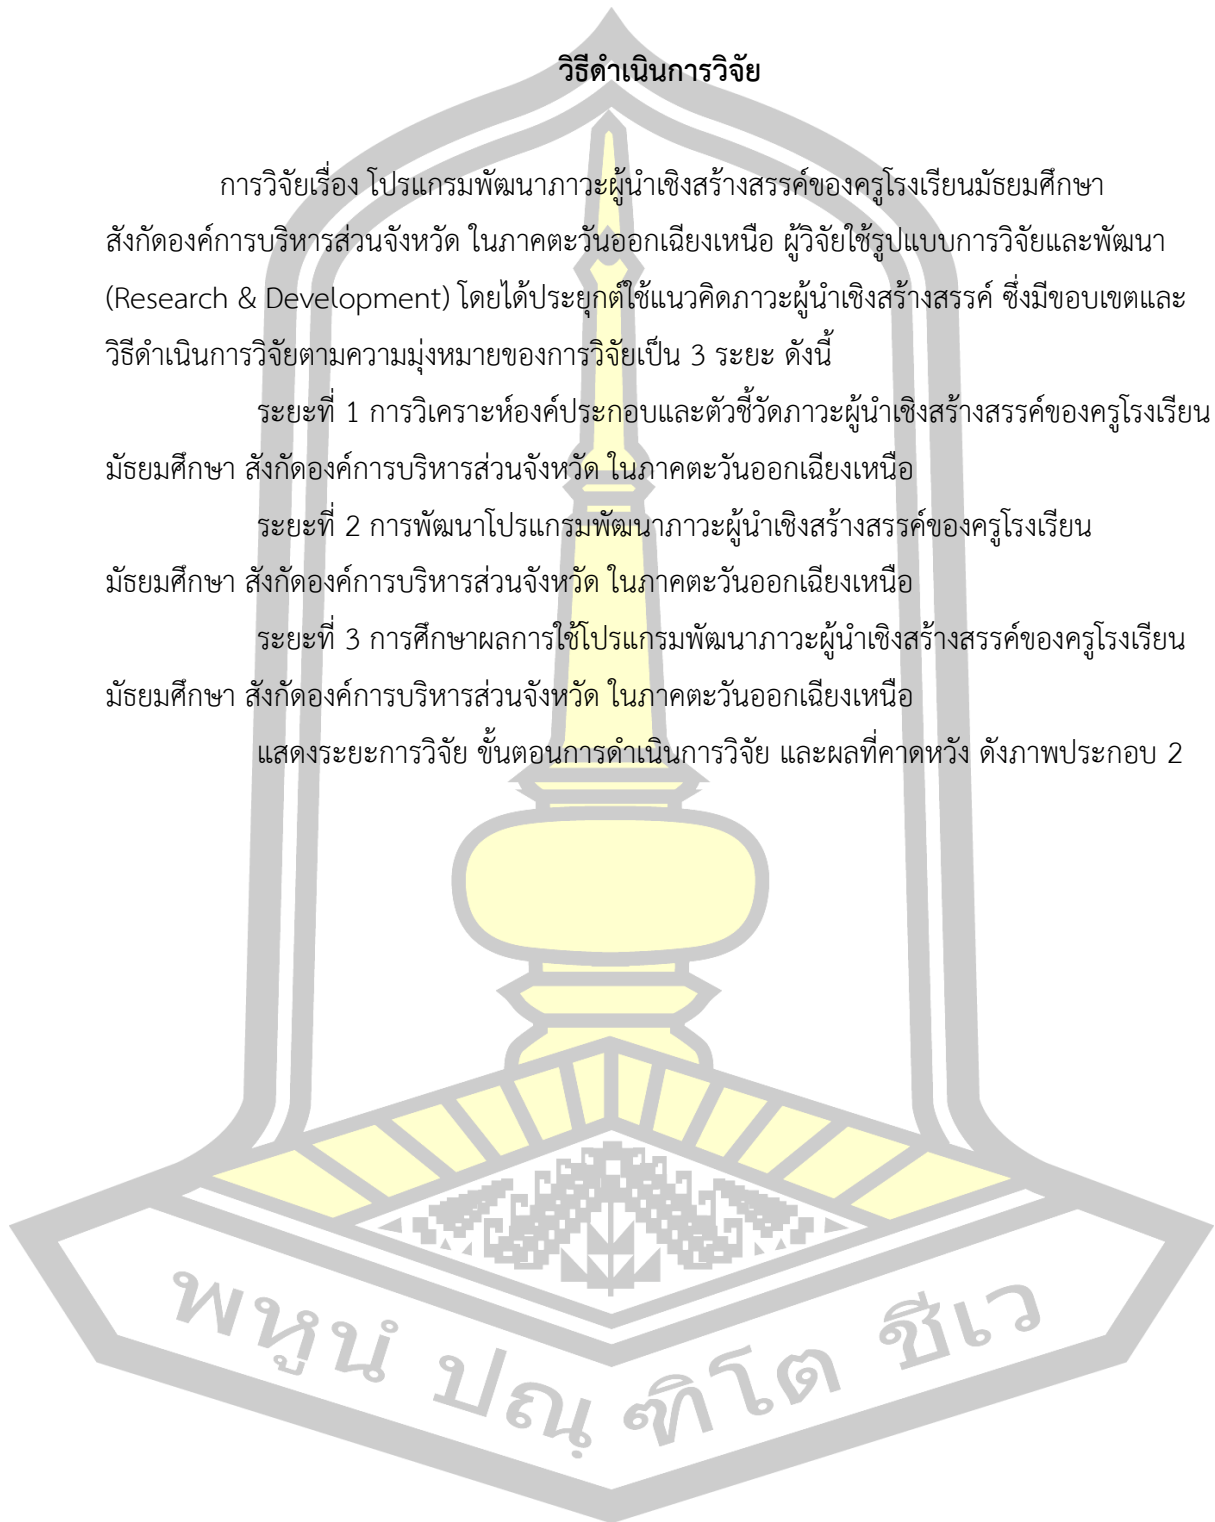 วิธีดำเนินการวิจัย
การวิจัยเรื่อง โปรแกรมพัฒนาภาวะผู้นำเชิงสร้างสรรค์ของครูโรงเรียนมัธยมศึกษา
สังกัดองค์การบริหารส่วนจังหวัด ในภาคตะวันออกเฉียงเหนือ ผู้วิจัยใช้รูปแบบการวิจัยและพัฒนา
(Research & Development) โดยได้ประยุกต์ใช้แนวคิดภาวะผู้นำเชิงสร้างสรรค์ ซึ่งมีขอบเขตและ
วิธีดำเนินการวิจัยตามความมุ่งหมายของการวิจัยเป็น 3 ระยะ ดังนี้
ระยะที่ 1 การวิเคราะห์องค์ประกอบและตัวชี้วัดภาวะผู้นำเชิงสร้างสรรค์ของครูโรงเรียน
มัธยมศึกษา สังกัดองค์การบริหารส่วนจังหวัด ในภาคตะวันออกเฉียงเหนือ
ระยะที่ 2 การพัฒนาโปรแกรมพัฒนาภาวะผู้นำเชิงสร้างสรรค์ของครูโรงเรียน
มัธยมศึกษา สังกัดองค์การบริหารส่วนจังหวัด ในภาคตะวันออกเฉียงเหนือ
ระยะที่ 3 การศึกษาผลการใช้โปรแกรมพัฒนาภาวะผู้นำเชิงสร้างสรรค์ของครูโรงเรียน
มัธยมศึกษา สังกัดองค์การบริหารส่วนจังหวัด ในภาคตะวันออกเฉียงเหนือ
แสดงระยะการวิจัย ขั้นตอนการดำเนินการวิจัย และผลที่คาดหวัง ดังภาพประกอบ 2
พหูนํ ปณฺ ฑิโต ชีเว